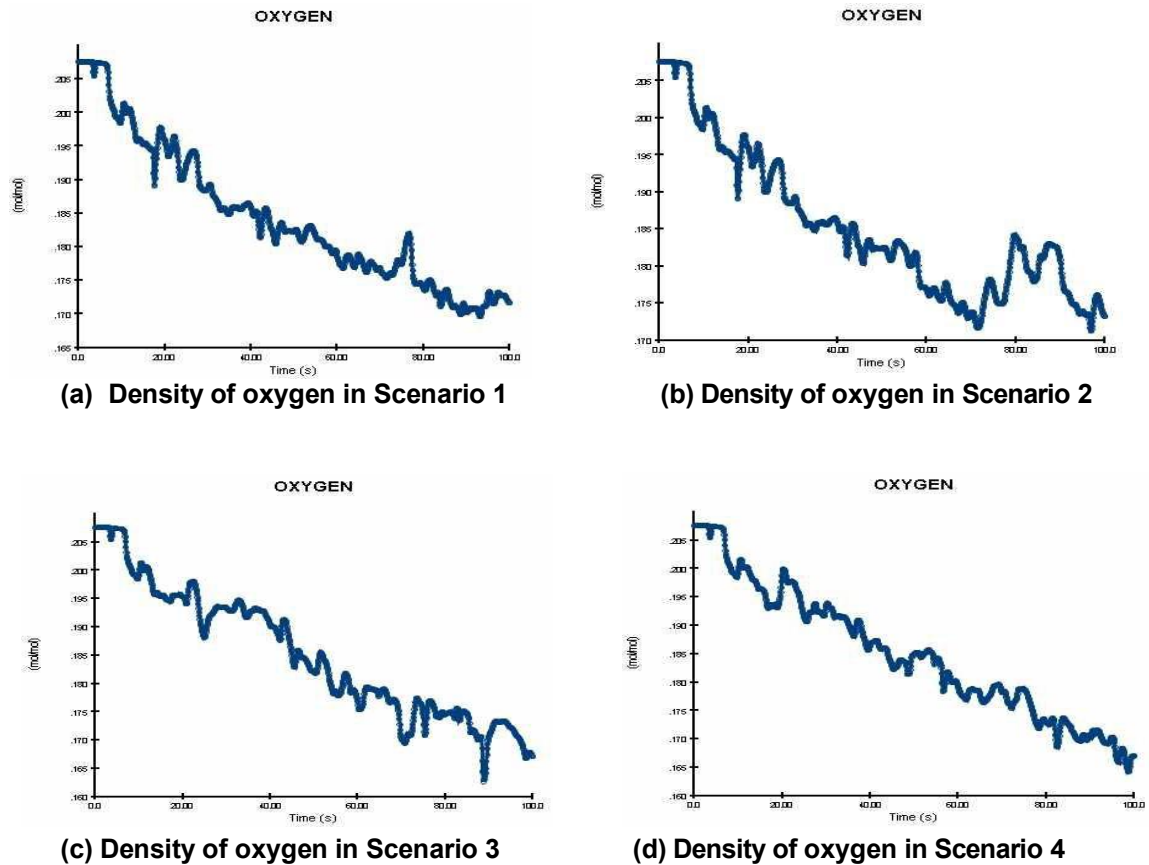 OXYGEN
.205
.200
.195
.190
.185
.180
.175
.170
.165
(mol/mol)
0.0 20.00 40.00 60.00 80.00 100.0
Time (s)
(a) Density of oxygen in Scenario 1
OXYGEN
.205
.200
.195
.190
.185
.180
.175
.170
(mol/mol)
0.0 20.00 40.00 60.00 80.00 100.0
Time (s)
(b) Density of oxygen in Scenario 2
OXYGEN
.205
.200
.195
.190
.185
.180
.175
.170
.165
.160
(mol/mol)
0.0 20.00 40.00 60.00 80.00 100.0
Time (s)
(c) Density of oxygen in Scenario 3
OXYGEN
.205
.200
.195
.190
.185
.180
.175
.170
.165
.160
(mol/mol)
0.0 20.00 40.00 60.00 80.00 100.0
Time (s)
(d) Density of oxygen in Scenario 4